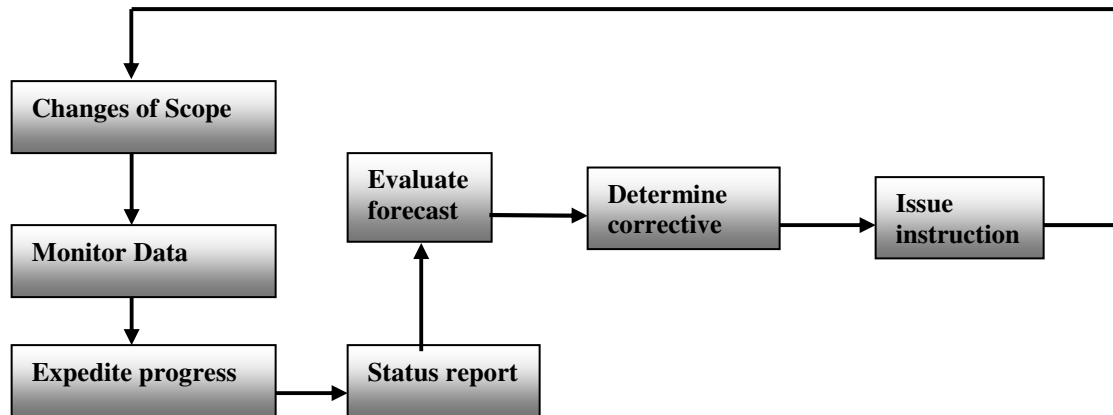 Changes of Scope
Monitor Data
Expedite progress
Status report
Evaluate
forecast
Determine
corrective
Issue
instruction